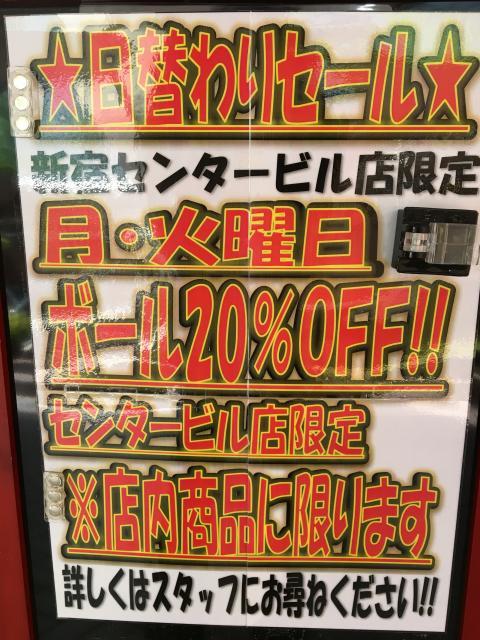 ★日替わりセール★
新宿センタービル店限定
月・火曜日
ボール20%OFF!!
センタービル店限定
※店内商品に限ります
詳しくはスタッフにお尋ねください!!